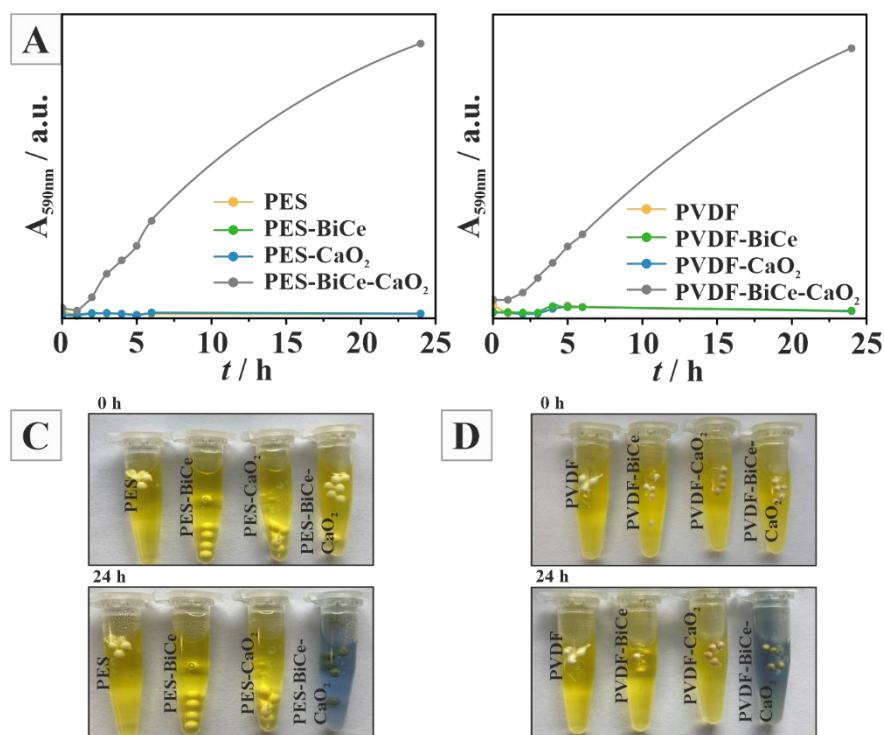 A
A590nm / a.u.
PES
PES-BiCe
PES-CaO2
PES-BiCe-CaO2
0 5 10 15 20 25
t / h
A590nm / a.u.
PVDF
PVDF-BiCe
PVDF-CaO2
PVDF-BiCe-CaO2
0 5 10 15 20 25
t / h
C
0 h
PES
PES-BiCe
PES-CaO2
PES-BiCe-
CaO2
24 h
PES
PES-BiCe
PES-CaO2
PES-BiCe-
CaO2
D
0 h
PVDF
PVDF-BiCe
PVDF-CaO2
PVDF-BiCe-
CaO2
24 h
PVDF
PVDF-BiCe
PVDF-CaO2
PVDF-BiCe-
CaO2